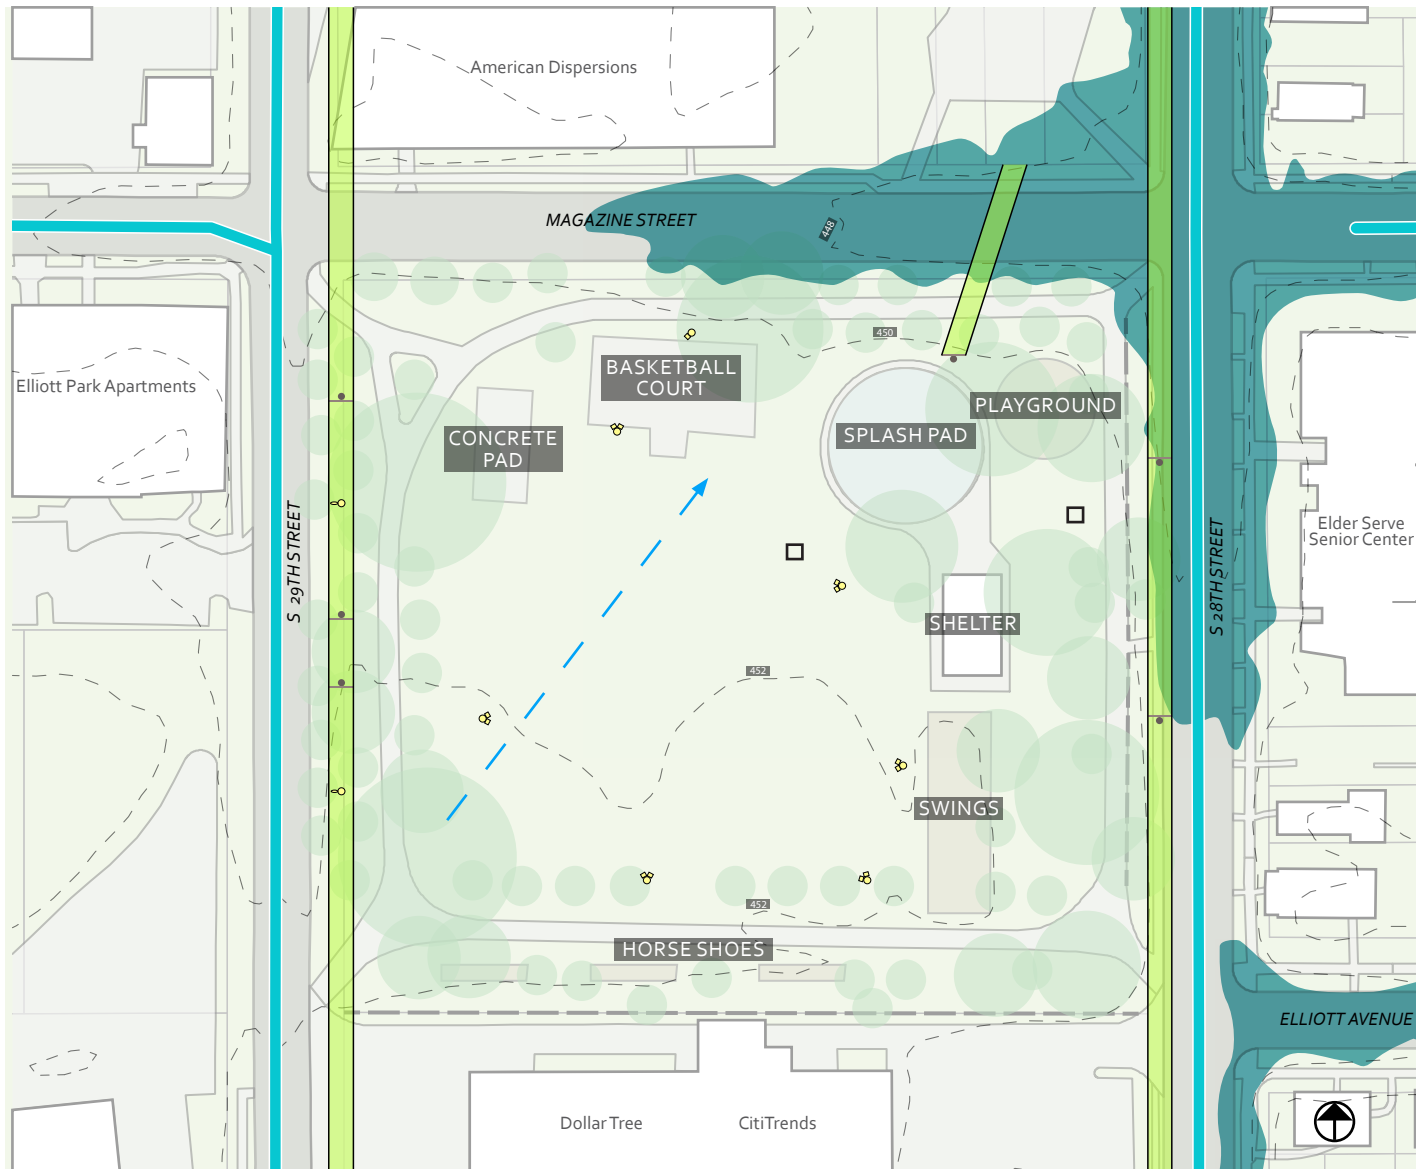 American Dispersions
MAGAZINE STREET
448
450
Elliott Park Apartments
BASKETBALL
COURT
PLAYGROUND
CONCRETE
PAD
SPLASH PAD
S 29TH STREET
S 28TH STREET
Elder Serve
Senior Center
SHELTER
452
SWINGS
452
HORSE SHOES
ELLIOTT AVENUE
Dollar Tree
CitiTrends